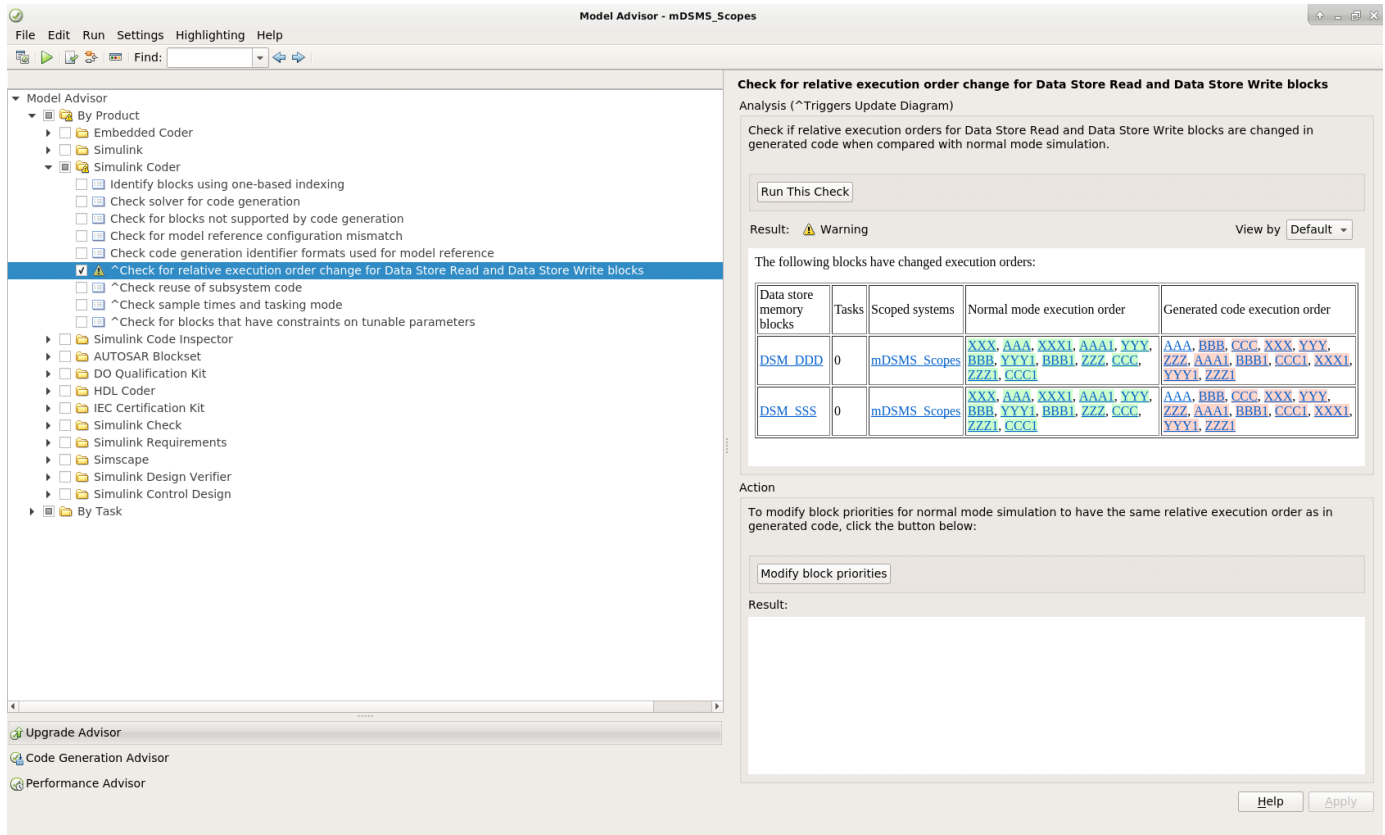 Model Advisor - mDSMS_Scopes
File Edit Run Settings Highlighting Help
Find:
Model Advisor
By Product
Embedded Coder
Simulink
Simulink Coder
Identify blocks using one-based indexing
Check solver for code generation
Check for blocks not supported by code generation
Check for model reference configuration mismatch
Check code generation identifier formats used for model reference
^Check for relative execution order change for Data Store Read and Data Store Write blocks
^Check reuse of subsystem code
^Check sample times and tasking mode
^Check for blocks that have constraints on tunable parameters
Simulink Code Inspector
AUTOSAR Blockset
DO Qualification Kit
HDL Coder
IEC Certification Kit
Simulink Check
Simulink Requirements
Simscape
Simulink Design Verifier
Simulink Control Design
By Task
Upgrade Advisor
Code Generation Advisor
Performance Advisor
Check for relative execution order change for Data Store Read and Data Store Write blocks
Analysis (^Triggers Update Diagram)
Check if relative execution orders for Data Store Read and Data Store Write blocks are changed in
generated code when compared with normal mode simulation.
Run This Check
Result: Warning
View by Default
The following blocks have changed execution orders:
Data store
memory
blocks
Tasks
Scoped systems
Normal mode execution order
Generated code execution order
DSM_DDD
0
mDSMS_Scopes
XXX, AAA, XXX1, AAA1, YYY,
BBB, YYY1, BBB1, ZZZ, CCC,
ZZZ1, CCC1
AAA, BBB, CCC, XXX, YYY,
ZZZ, AAA1, BBB1, CCC1, XXX1,
YYY1, ZZZ1
DSM_SSS
0
mDSMS_Scopes
XXX, AAA, XXX1, AAA1, YYY,
BBB, YYY1, BBB1, ZZZ, CCC,
ZZZ1, CCC1
AAA, BBB, CCC, XXX, YYY,
ZZZ, AAA1, BBB1, CCC1, XXX1,
YYY1, ZZZ1
Action
To modify block priorities for normal mode simulation to have the same relative execution order as in
generated code, click the button below:
Modify block priorities
Result:
Help
Apply